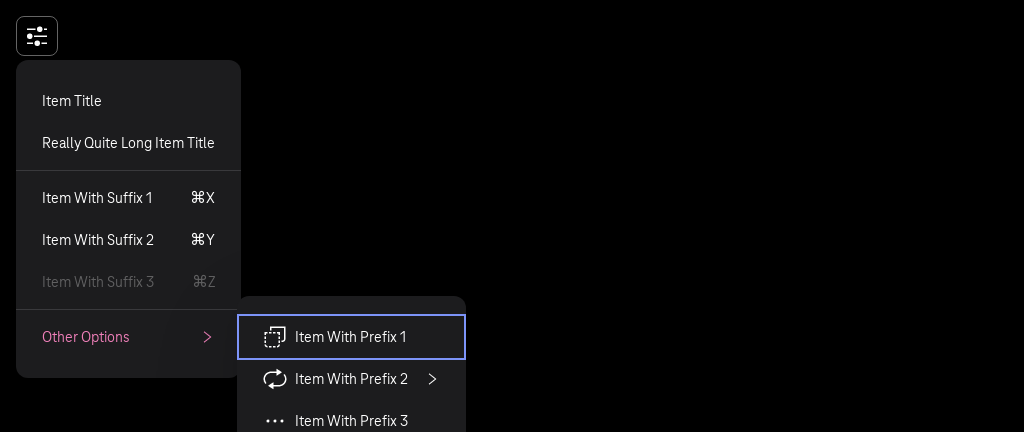 Item Title
Really Quite Long Item Title
Item With Suffix 1 ⌘X
Item With Suffix 2 ⌘Y
Item With Suffix 3 ⌘Z
Other Options
Item With Prefix 1
Item With Prefix 2
Item With Prefix 3